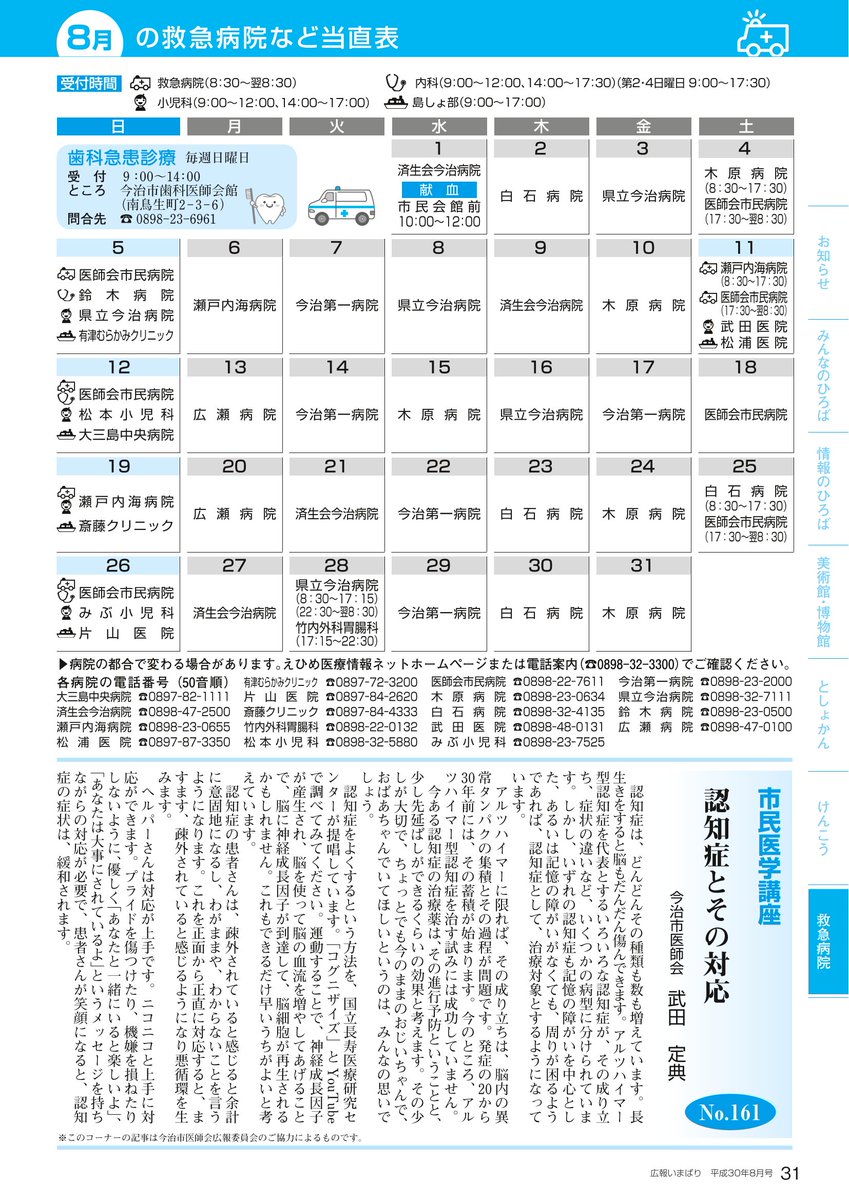 8月 の救急病院など当直表
受付時間 救急病院(8:30〜翌8:30) 内科(9:00〜12:00、14:00〜17:30)(第2・4日曜日 9:00〜17:30)
小児科(9:00〜12:00、14:00〜17:00) 島しょ部(9:00〜17:00)
日 月 火 水 木 金 土
歯科急患診療 毎週日曜日
受付 9:00〜14:00
ところ 今治市歯科医師会館
(南鳥生町2-3-6)
問合先 ☎0898-23-6961
1
済生会今治病院
献血
市民会館前
10:00〜12:00
2
白石病院
3
県立今治病院
4
木原病院
(8:30〜17:30)
医師会市民病院
(17:30〜翌8:30)
5
医師会市民病院
鈴木病院
県立今治病院
有津むらかみクリニック
6
瀬戸内海病院
7
今治第一病院
8
県立今治病院
9
済生会今治病院
10
木原病院
11
瀬戸内海病院
(8:30〜17:30)
医師会市民病院
(17:30〜翌8:30)
武田医院
松浦医院
12
医師会市民病院
松本小児科
大三島中央病院
13
広瀬病院
14
今治第一病院
15
木原病院
16
県立今治病院
17
今治第一病院
18
医師会市民病院
19
瀬戸内海病院
斎藤クリニック
20
広瀬病院
21
済生会今治病院
22
今治第一病院
23
白石病院
24
木原病院
25
白石病院
(8:30〜17:30)
医師会市民病院
(17:30〜翌8:30)
26
医師会市民病院
みぶ小児科
片山医院
27
済生会今治病院
28
県立今治病院
(8:30〜17:15)
(22:30〜翌8:30)
竹内外科胃腸科
(17:15〜22:30)
29
今治第一病院
30
白石病院
31
木原病院
▶病院の都合で変わる場合があります。えひめ医療情報ネットホームページまたは電話案内(☎0898-32-3300)でご確認ください。
各病院の電話番号(50音順) 有津むらかみクリニック ☎0897-72-3200 医師会市民病院 ☎0898-22-7611 今治第一病院 ☎0898-23-2000
大三島中央病院 ☎0897-82-1111 片山医院 ☎0897-84-2620 木原病院 ☎0898-23-0634 県立今治病院 ☎0898-32-7111
済生会今治病院 ☎0898-47-2500 斎藤クリニック ☎0897-84-4333 白石病院 ☎0898-32-4135 鈴木病院 ☎0898-23-0500
瀬戸内海病院 ☎0898-23-0655 竹内外科胃腸科 ☎0898-22-0132 武田医院 ☎0898-48-0131 広瀬病院 ☎0898-47-0100
松浦医院 ☎0897-87-3350 松本小児科 ☎0898-32-5880 みぶ小児科 ☎0898-23-7525
市民医学講座
認知症とその対応
今治市医師会 武田 定典
No.161
認知症は、どんどんその種類も数も増えています。長
生きをすると脳もだんだん傷んできます。アルツハイマー
型認知症を代表とするいろいろな認知症が、その成り立
ち、症状の違いなど、いくつかの病型に分けられていま
す。しかし、いずれの認知症も記憶の障がいを中心とし
た、あるいは記憶の障がいがなくても、周りが困るよう
であれば、認知症として、治療対象とするようになって
います。
アルツハイマーに限れば、その成り立ちは、脳内の異
常タンパクの集積とその過程が問題です。発症の20から
30年前には、その蓄積が始まります。今のところ、アル
ツハイマー型認知症を治す試みには成功していません。
今ある認知症の治療薬は、その進行予防ということと、
少し先延ばしができるくらいの効果と考えます。その少
しが大切で、ちょっとでも今のままのおじいちゃんで、
おばあちゃんでいてほしいというのは、みんなの思いで
しょう。
認知症をよくするという方法を、国立長寿医療研究セ
ンターが提唱しています。「コグニサイズ」とYouTube
で調べてみてください。運動することで、神経成長因子
が産生され、脳を使って脳の血流を増やしてあげること
で、脳に神経成長因子が到達して、脳細胞が再生される
かもしれません。これもできるだけ早いうちがよいと考
えています。
認知症の患者さんは、疎外されていると感じると余計
に意固地になるし、わがままや、わからないことを言う
ようになります。これを正面から正直に対応すると、ま
すます、疎外されていると感じるようになり悪循環を生
みます。
ヘルパーさんは対応が上手です。ニコニコと上手に対
応ができます。プライドを傷つけたり、機嫌を損ねたり
しないように、優しく「あなたと一緒にいると楽しいよ」、
「あなたは大事にされているよ」というメッセージを持ち
ながらの対応が必要で、患者さんが笑顔になると、認知
症の症状は、緩和されます。
※このコーナーの記事は今治市医師会広報委員会のご協力によるものです。
お知らせ
みんなのひろば
情報のひろば
美術館・博物館
としょかん
けんこう
救急病院
広報いまばり 平成30年8月号 31